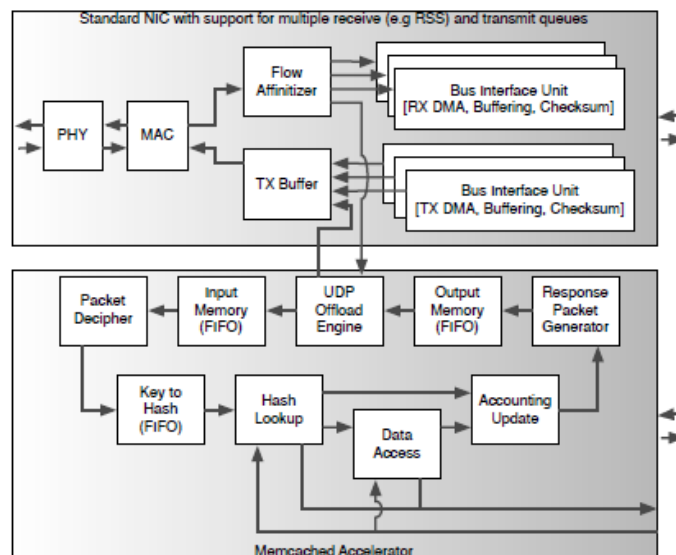 Standard NIC with support for multiple receive (e.g RSS) and transmit queues
Flow
Affinitizer
Bus Interface Unit
[RX DMA, Buffering, Checksum]
PHY
MAC
TX Buffer
Bus Interface Unit
[TX DMA, Buffering, Checksum]
Packet
Decipher
Input
Memory
(FIFO)
UDP
Offload
Engine
Output
Memory
(FIFO)
Response
Packet
Generator
Key to
Hash
(FIFO)
Hash
Lookup
Data
Access
Accounting
Update
Memcached Accelerator